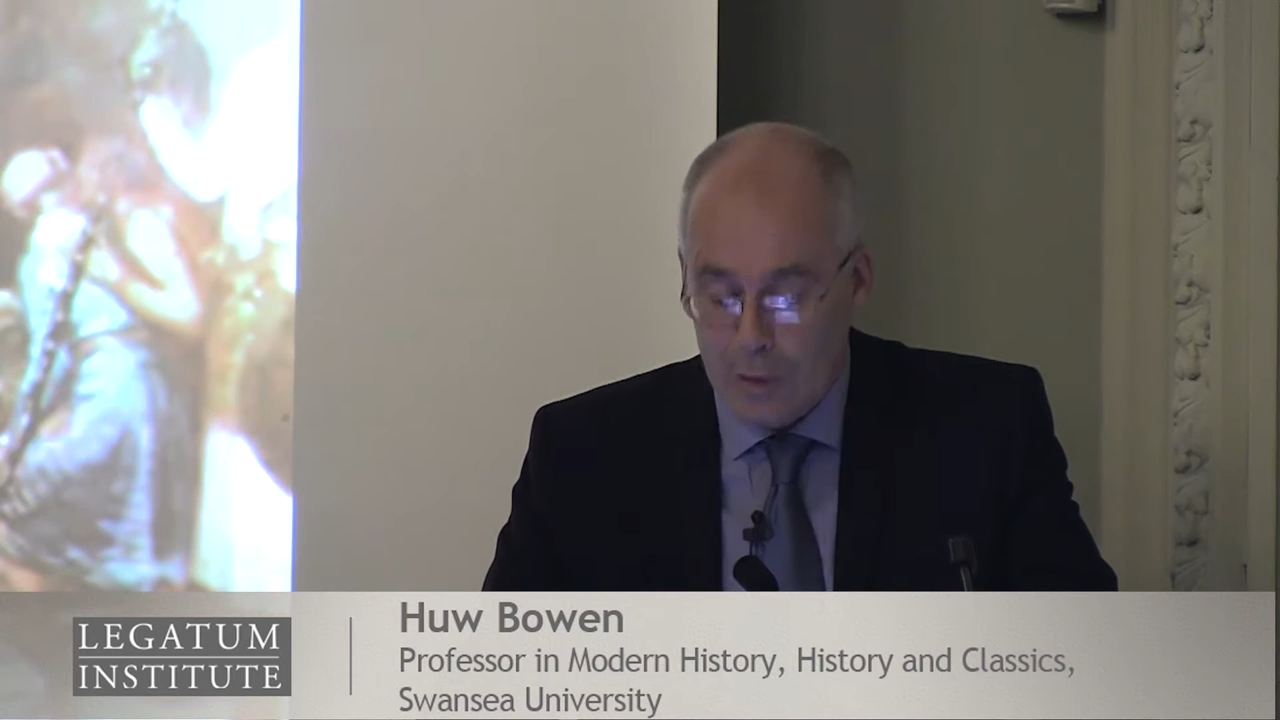 LEGATUM
INSTITUTE
Huw Bowen
Professor in Modern History, History and Classics,
Swansea University